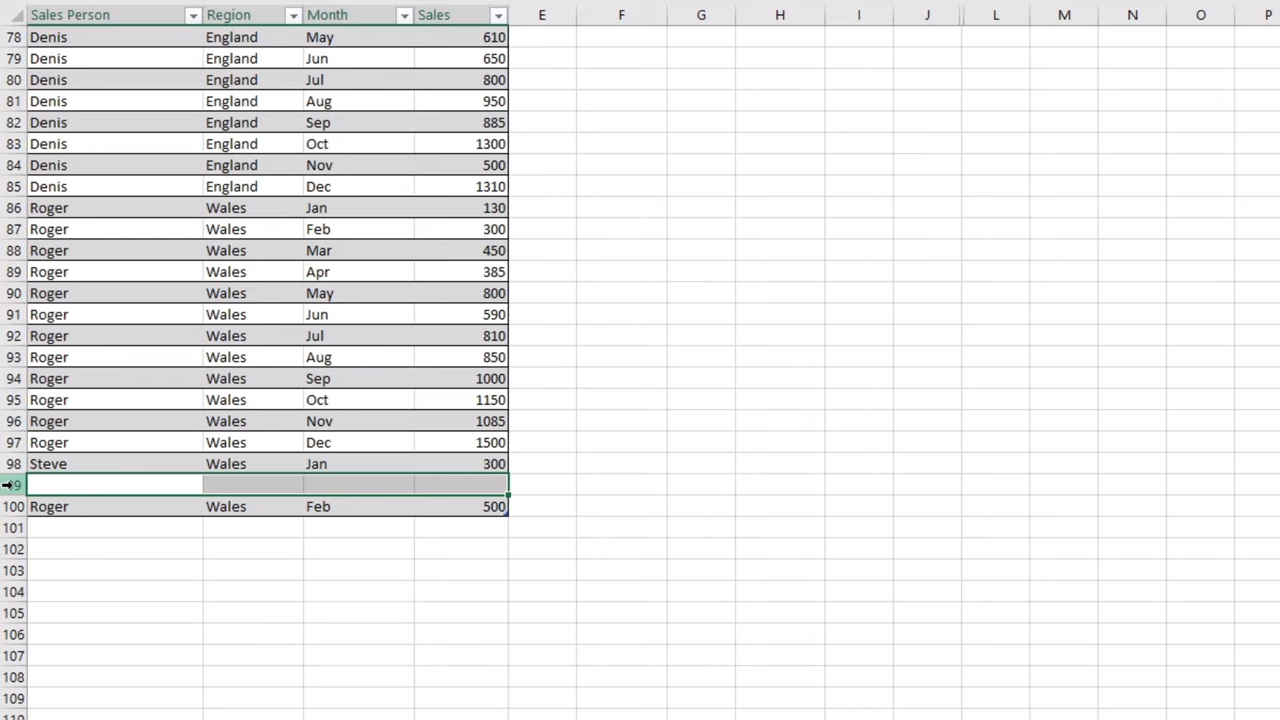 Sales Person Region Month Sales E F G H I J L K M N O P
78 Denis England May 610
79 Denis England Jun 650
80 Denis England Jul 800
81 Denis England Aug 950
82 Denis England Sep 885
83 Denis England Oct 1300
84 Denis England Nov 500
85 Denis England Dec 1310
86 Roger Wales Jan 130
87 Roger Wales Feb 300
88 Roger Wales Mar 450
89 Roger Wales Apr 385
90 Roger Wales May 800
91 Roger Wales Jun 590
92 Roger Wales Jul 810
93 Roger Wales Aug 850
94 Roger Wales Sep 1000
95 Roger Wales Oct 1150
96 Roger Wales Nov 1085
97 Roger Wales Dec 1500
98 Steve Wales Jan 300
99
100 Roger Wales Feb 500
101
102
103
104
105
106
107
108
109
110